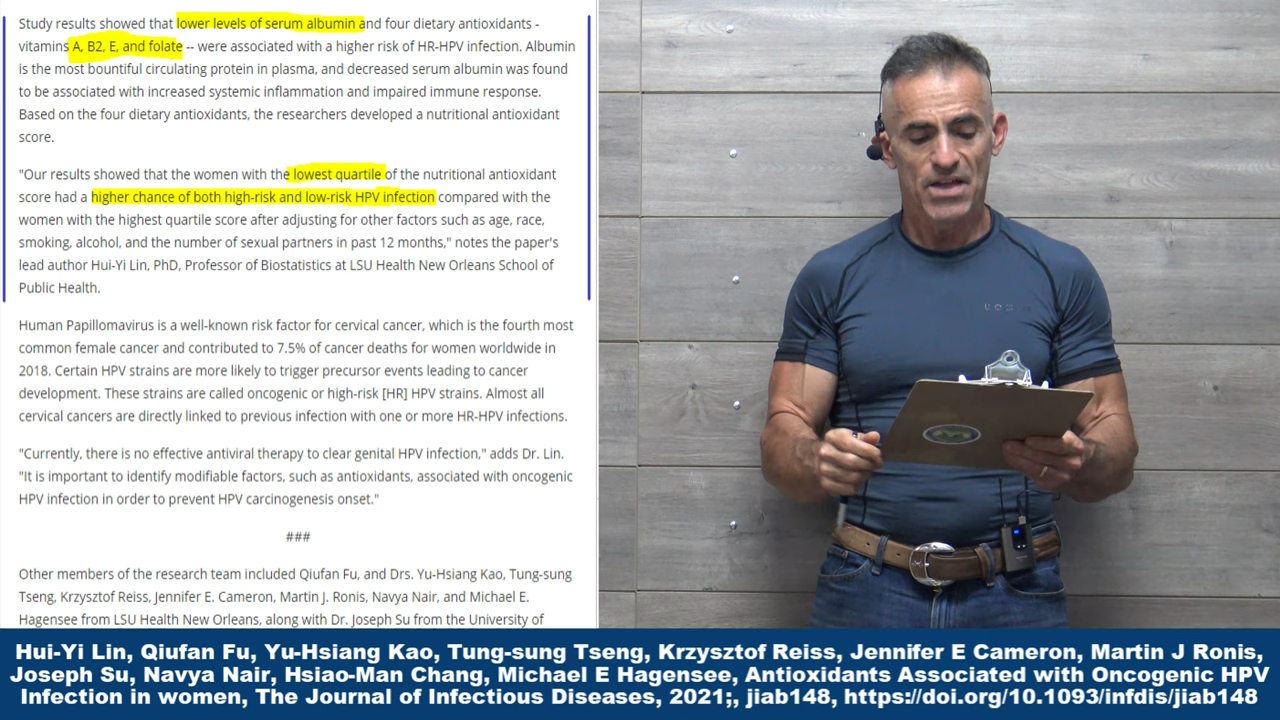 Study results showed that lower levels of serum albumin and four dietary antioxidants -
vitamins A, B2, E, and folate -- were associated with a higher risk of HR-HPV infection. Albumin
is the most bountiful circulating protein in plasma, and decreased serum albumin was found
to be associated with increased systemic inflammation and impaired immune response.
Based on the four dietary antioxidants, the researchers developed a nutritional antioxidant
score.
"Our results showed that the women with the lowest quartile of the nutritional antioxidant
score had a higher chance of both high-risk and low-risk HPV infection compared with the
women with the highest quartile score after adjusting for other factors such as age, race,
smoking, alcohol, and the number of sexual partners in past 12 months," notes the paper's
lead author Hui-Yi Lin, PhD, Professor of Biostatistics at LSU Health New Orleans School of
Public Health.
Human Papillomavirus is a well-known risk factor for cervical cancer, which is the fourth most
common female cancer and contributed to 7.5% of cancer deaths for women worldwide in
2018. Certain HPV strains are more likely to trigger precursor events leading to cancer
development. These strains are called oncogenic or high-risk [HR] HPV strains. Almost all
cervical cancers are directly linked to previous infection with one or more HR-HPV infections.
"Currently, there is no effective antiviral therapy to clear genital HPV infection," adds Dr. Lin.
"It is important to identify modifiable factors, such as antioxidants, associated with oncogenic
HPV infection in order to prevent HPV carcinogenesis onset."
###
Other members of the research team included Qiufan Fu, and Drs. Yu-Hsiang Kao, Tung-sung
Tseng, Krzysztof Reiss, Jennifer E. Cameron, Martin J. Ronis, Navya Nair, and Michael E.
Hagensee from LSU Health New Orleans, along with Dr. Joseph Su from the University of
Hui-Yi Lin, Qiufan Fu, Yu-Hsiang Kao, Tung-sung Tseng, Krzysztof Reiss, Jennifer E Cameron, Martin J Ronis,
Joseph Su, Navya Nair, Hsiao-Man Chang, Michael E Hagensee, Antioxidants Associated with Oncogenic HPV
Infection in women, The Journal of Infectious Diseases, 2021;, jiab148, https://doi.org/10.1093/infdis/jiab148